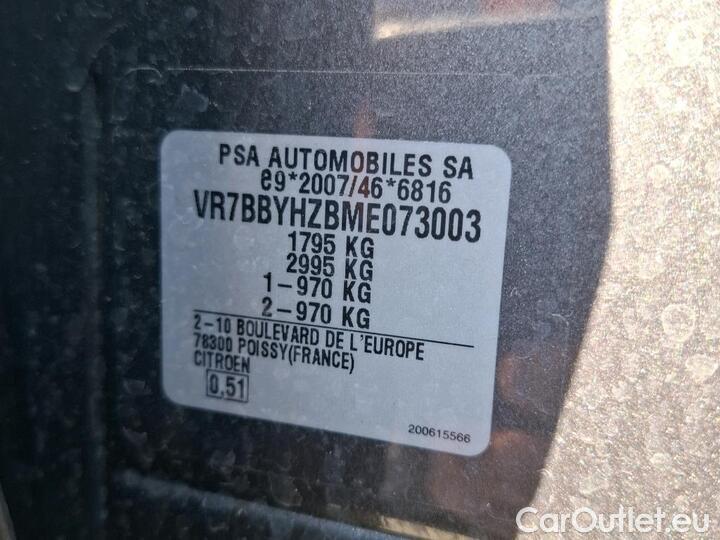 PSA AUTOMOBILES SA
e9*2007/46*6816
VR7BBYHZBME073003
1795 KG
2995 KG
1-970 KG
2-970 KG
2-10 BOULEVARD DE L'EUROPE
78300 POISSY(FRANCE)
CITROEN
0.51
200615566
CarOutlet.eu